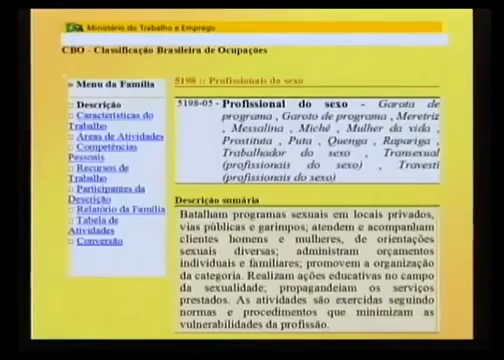 Ministério do Trabalho e Emprego
CBO - Classificação Brasileira de Ocupações
» Menu da Família
:: Descrição
:: Características do
Trabalho
:: Áreas de Atividades
:: Competências
Pessoais
:: Recursos de
Trabalho
:: Participantes da
Descrição
:: Relatório da Família
:: Tabela de
Atividades
:: Conversão
5198 :: Profissionais do sexo
5198-05 - Profissional do sexo - Garota de
programa , Garoto de programa , Meretriz
, Messalina , Michê , Mulher da vida ,
Prostituta , Puta , Quenga , Rapariga ,
Trabalhador do sexo , Transexual
(profissionais do sexo) , Travesti
(profissionais do sexo)
Descrição sumária
Batalham programas sexuais em locais privados,
vias públicas e garimpos; atendem e acompanham
clientes homens e mulheres, de orientações
sexuais diversas; administram orçamentos
individuais e familiares; promovem a organização
da categoria. Realizam ações educativas no campo
da sexualidade; propagandeiam os serviços
prestados. As atividades são exercidas seguindo
normas e procedimentos que minimizam as
vulnerabilidades da profissão.